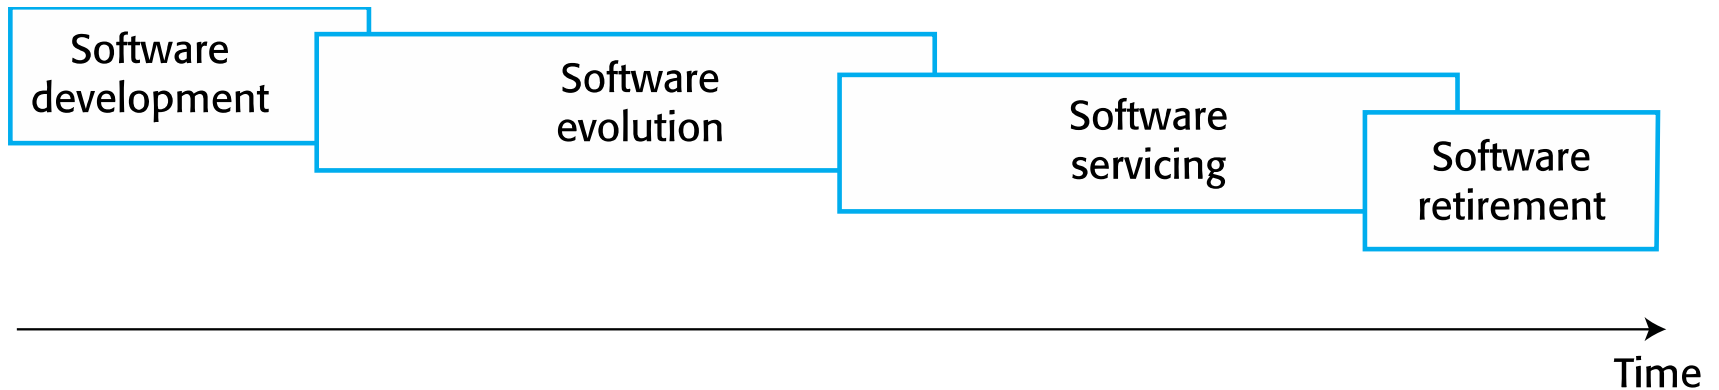 Software
development
Software
evolution
Software
servicing
Software
retirement
Time